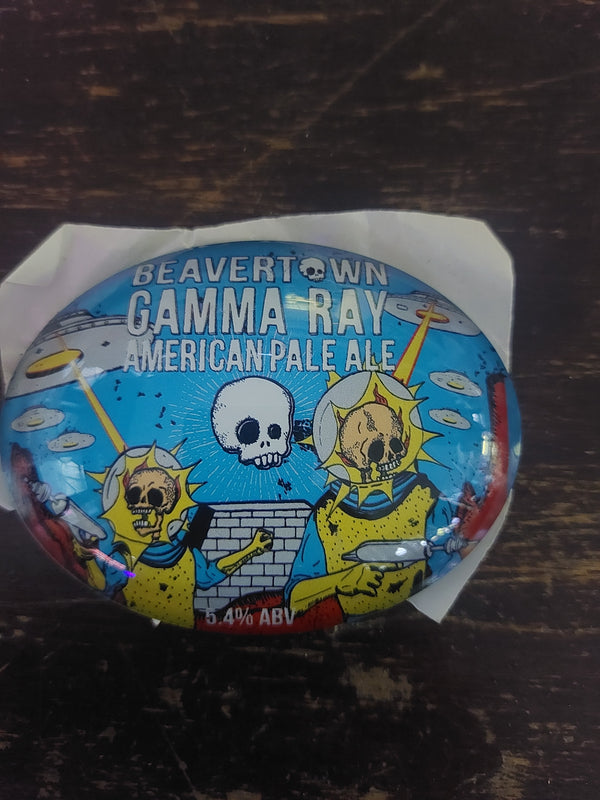 BEAVERTOWN
GAMMA RAY
AMERICAN PALE ALE
5.4% ABV